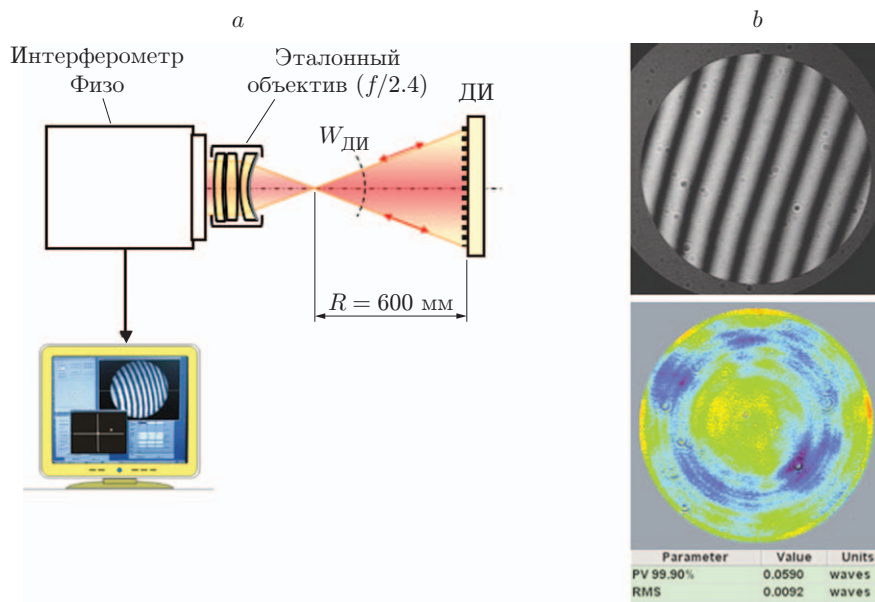 a
b
Интерферометр
Физо
Эталонный
объектив (f/2.4)
ДИ
WДИ
R = 600 мм
Parameter Value Units
PV 99.90% 0.0590 waves
RMS 0.0092 waves